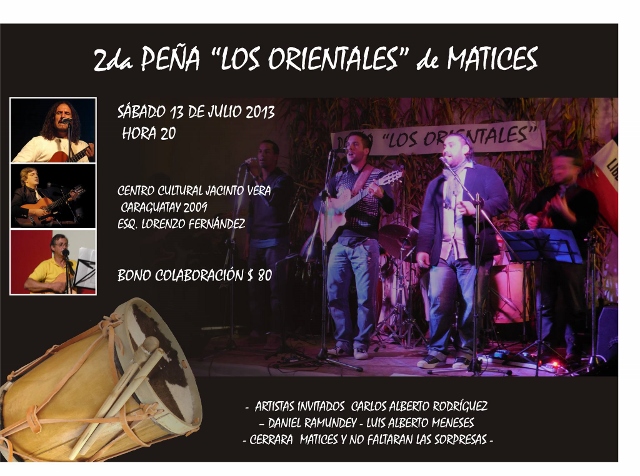 2da PEÑA “LOS ORIENTALES” de MATICES
SÁBADO 13 DE JULIO 2013
HORA 20
CENTRO CULTURAL JACINTO VERA
CARAGUATAY 2009
ESQ. LORENZO FERNÁNDEZ
BONO COLABORACIÓN $ 80
PEÑA "LOS ORIENTALES"
- ARTISTAS INVITADOS CARLOS ALBERTO RODRÍGUEZ
– DANIEL RAMUNDEY - LUIS ALBERTO MENESES
- CERRARA MATICES Y NO FALTARAN LAS SORPRESAS -